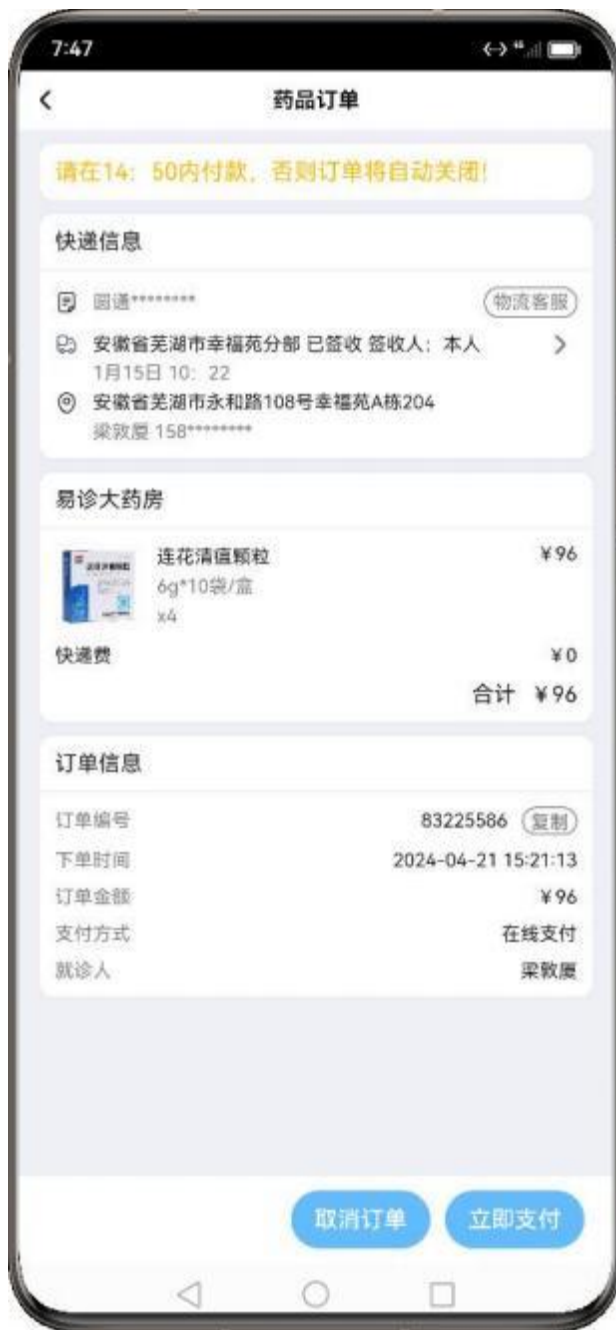 7:47
药品订单
请在14：50内付款，否则订单将自动关闭！
快递信息
圆通********
物流客服
安徽省芜湖市幸福苑分部 已签收 签收人：本人
1月15日 10：22
安徽省芜湖市永和路108号幸福苑A栋204
梁敦厦 158********
易诊大药房
连花清瘟颗粒 ¥96
6g*10袋/盒
x4
快递费 ¥0
合计 ¥96
订单信息
订单编号 83225586 复制
下单时间 2024-04-21 15:21:13
订单金额 ¥96
支付方式 在线支付
就诊人 梁敦厦
取消订单 立即支付